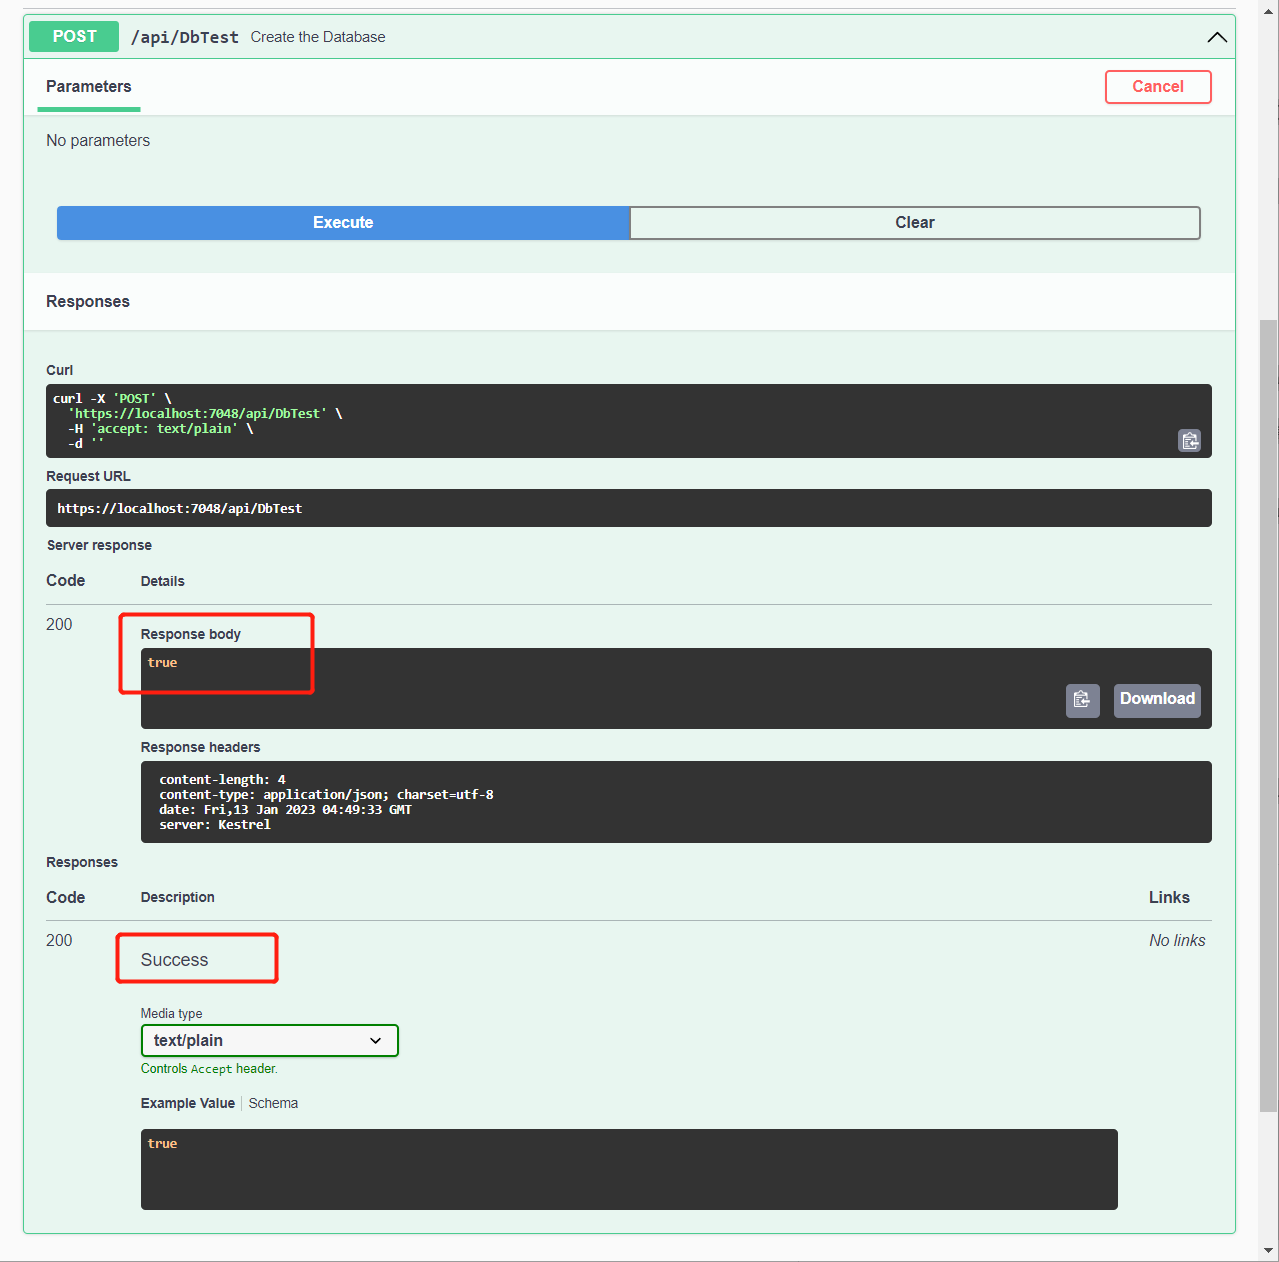 POST /api/DbTest Create the Database
Parameters Cancel
No parameters
Execute Clear
Responses
Curl
curl -X 'POST' \
'https://localhost:7048/api/DbTest' \
-H 'accept: text/plain' \
-d ''
Request URL
https://localhost:7048/api/DbTest
Server response
Code Details
200
Response body
true
Download
Response headers
content-length: 4
content-type: application/json; charset=utf-8
date: Fri,13 Jan 2023 04:49:33 GMT
server: Kestrel
Responses
Code Description Links
200 No links
Success
Media type
text/plain
Controls Accept header.
Example Value Schema
true